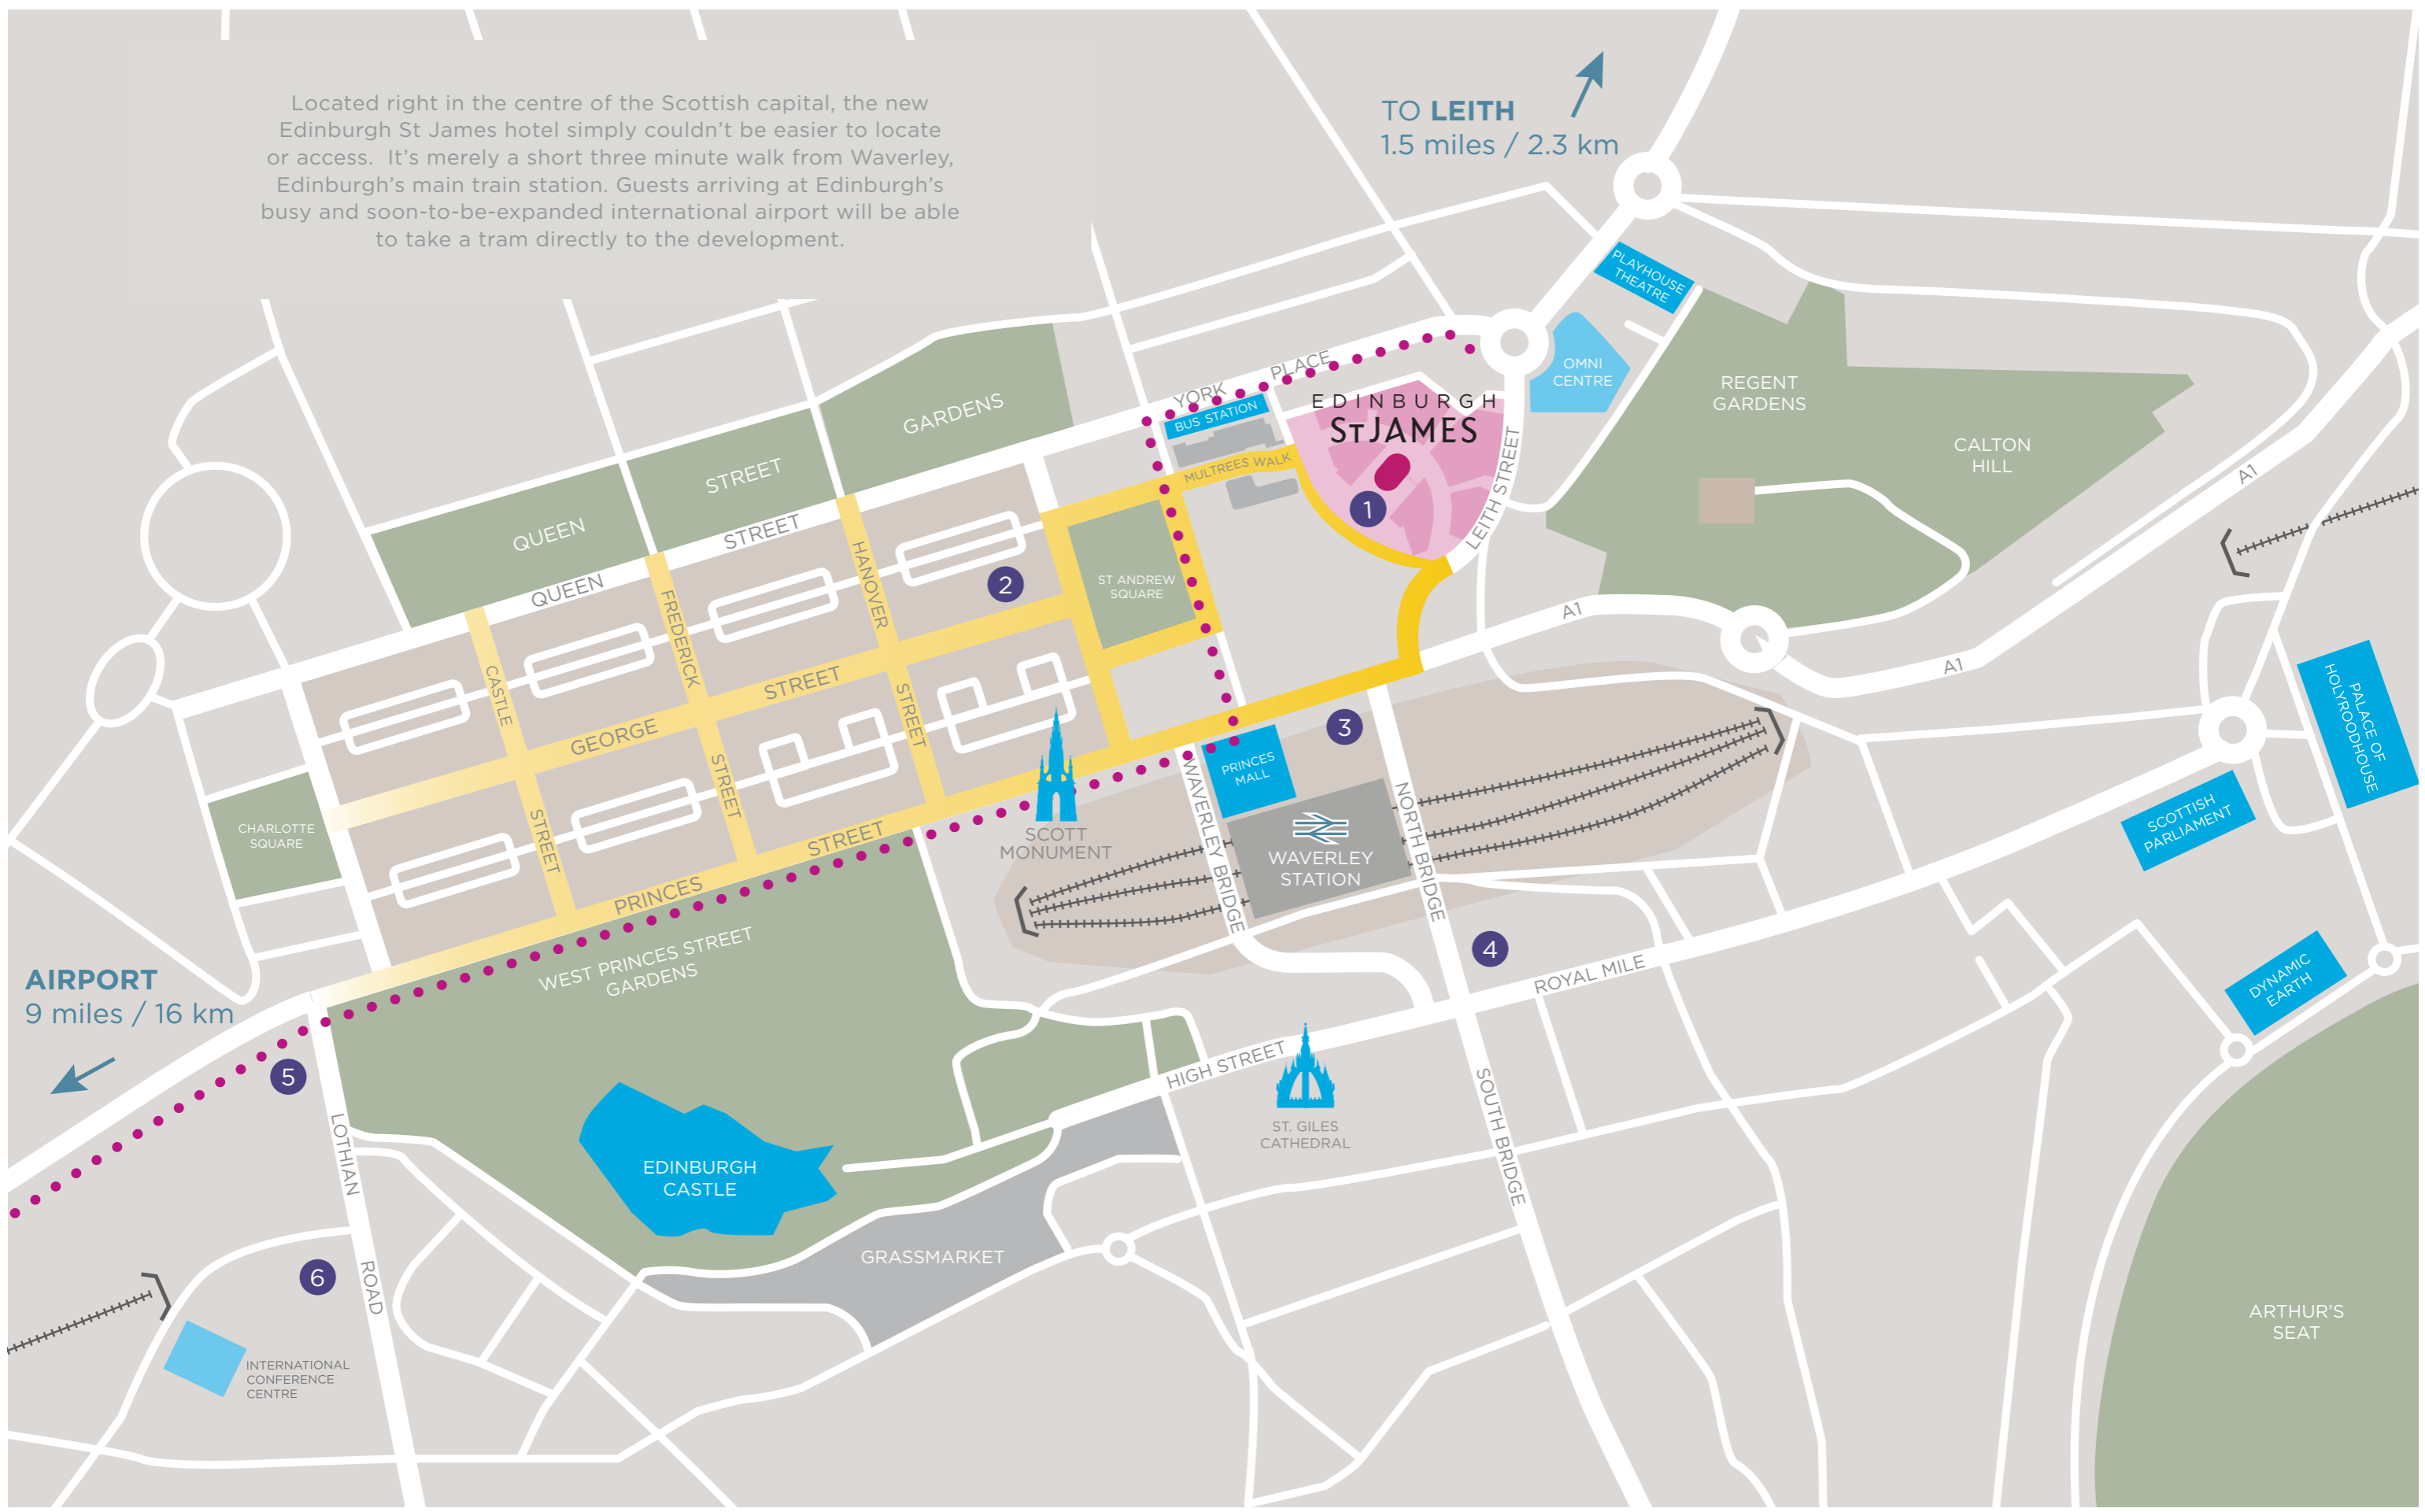 Located right in the centre of the Scottish capital, the new
Edinburgh St James hotel simply couldn't be easier to locate
or access.  It's merely a short three minute walk from Waverley,
Edinburgh's main train station. Guests arriving at Edinburgh's
busy and soon-to-be-expanded international airport will be able
to take a tram directly to the development.
TO LEITH
1.5 miles / 2.3 km
PLAYHOUSE
THEATRE
OMNI
CENTRE
REGENT
GARDENS
CALTON
HILL
YORK PLACE
BUS STATION
EDINBURGH
STJAMES
MULTREES WALK
LEITH STREET
1
QUEEN STREET GARDENS
QUEEN STREET
HANOVER STREET
FREDERICK STREET
CASTLE STREET
GEORGE STREET
2
ST ANDREW
SQUARE
A1
A1
A1
3
PRINCES
MALL
WAVERLEY BRIDGE
NORTH BRIDGE
WAVERLEY
STATION
SCOTT
MONUMENT
CHARLOTTE
SQUARE
PRINCES STREET
WEST PRINCES STREET
GARDENS
PALACE OF
HOLYROODHOUSE
SCOTTISH
PARLIAMENT
DYNAMIC
EARTH
4
ROYAL MILE
AIRPORT
9 miles / 16 km
5
HIGH STREET
ST. GILES
CATHEDRAL
SOUTH BRIDGE
LOTHIAN ROAD
EDINBURGH
CASTLE
GRASSMARKET
6
INTERNATIONAL
CONFERENCE
CENTRE
ARTHUR'S
SEAT